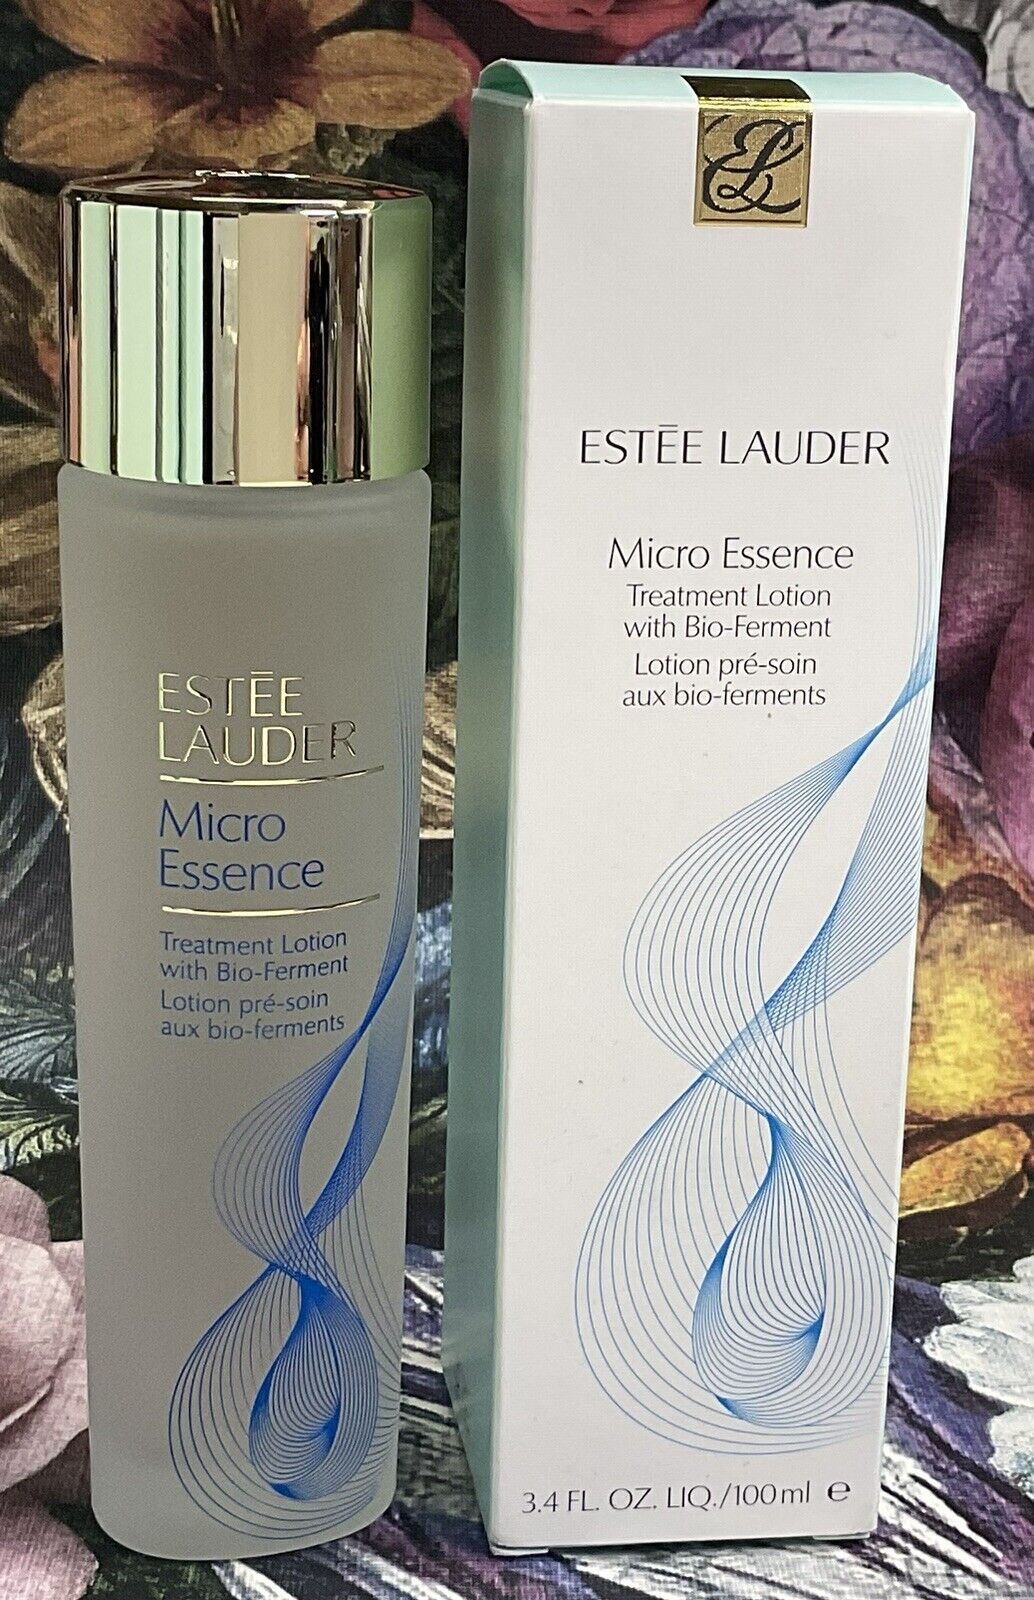 ESTĒE
LAUDER
Micro
Essence
Treatment Lotion
with Bio-Ferment
Lotion pré-soin
aux bio-ferments
EL
ESTĒE LAUDER
Micro Essence
Treatment Lotion
with Bio-Ferment
Lotion pré-soin
aux bio-ferments
3.4 FL. OZ. LIQ./100 ml ℮